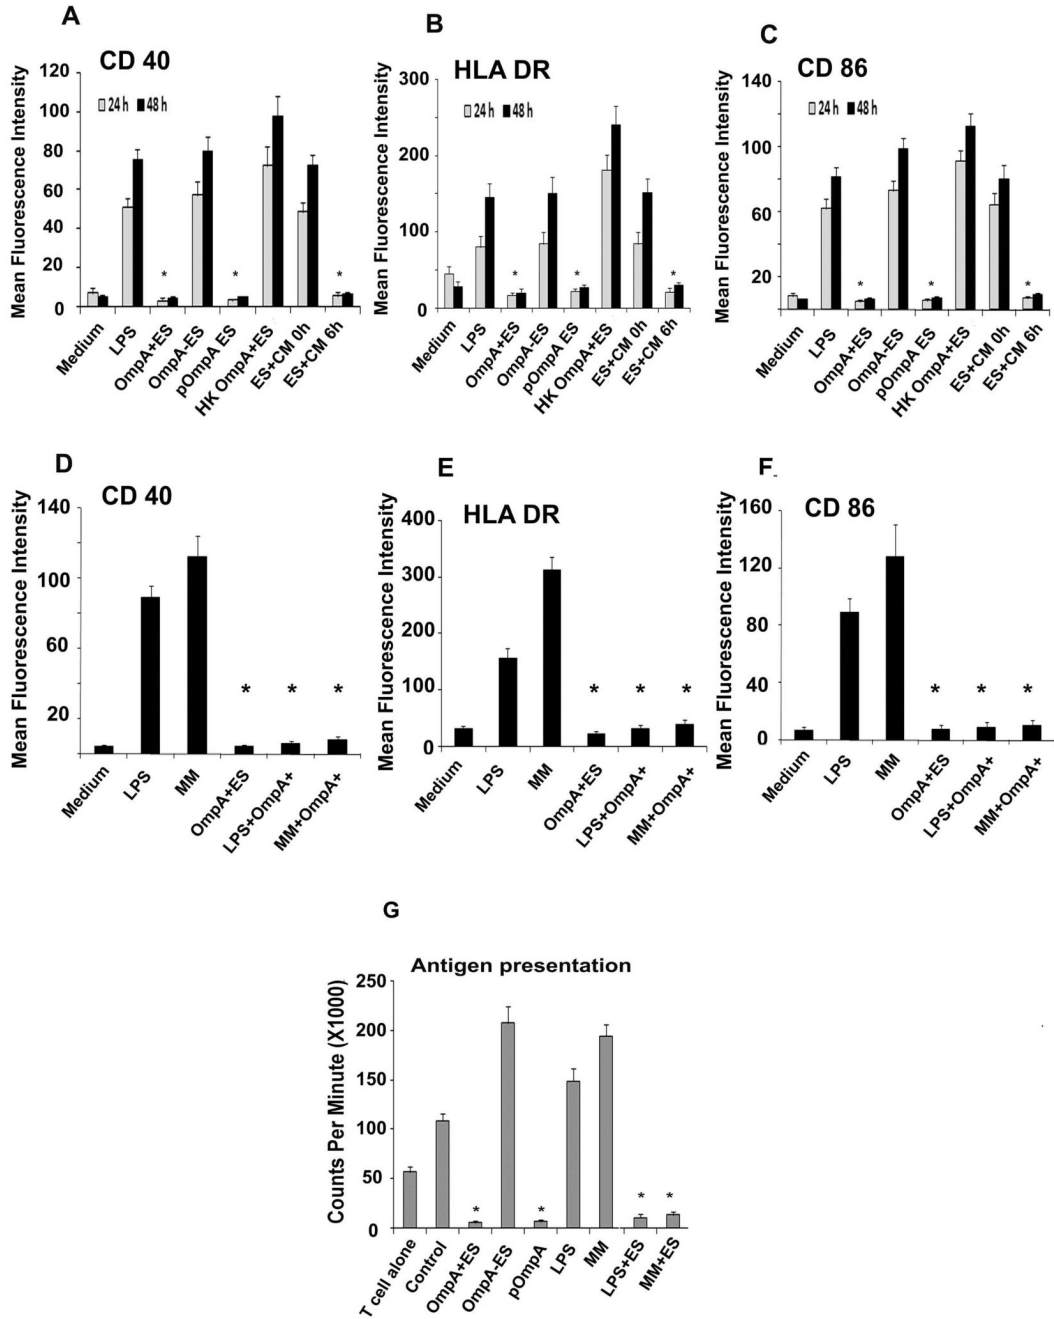 A
CD 40
Mean Fluorescence Intensity
120
100
80
60
40
20
0
24 h 48 h
* * *
Medium
LPS
OmpA+ES
OmpA-ES
pOmpA ES
HK OmpA+ES
ES+CM 0h
ES+CM 6h
B
HLA DR
Mean Fluorescence Intensity
300
200
100
0
24 h 48 h
* * *
Medium
LPS
OmpA+ES
OmpA-ES
pOmpA ES
HK OmpA+ES
ES+CM 0h
ES+CM 6h
C
CD 86
Mean Fluorescence Intensity
140
100
60
20
24 h 48 h
* * *
Medium
LPS
OmpA+ES
OmpA-ES
pOmpA ES
HK OmpA+ES
ES+CM 0h
ES+CM 6h
D
CD 40
Mean Fluorescence Intensity
140
100
60
20
* * *
Medium
LPS
MM
OmpA+ES
LPS+OmpA+
MM+OmpA+
E
HLA DR
Mean Fluorescence Intensity
400
300
200
100
0
* * *
Medium
LPS
MM
OmpA+ES
LPS+OmpA+
MM+OmpA+
F
CD 86
Mean Fluorescence Intensity
160
120
80
40
0
* * *
Medium
LPS
MM
OmpA+ES
LPS+OmpA+
MM+OmpA+
G
Antigen presentation
Counts Per Minute (X1000)
250
200
150
100
50
0
* * * *
T cell alone
Control
OmpA+ES
OmpA-ES
pOmpA
LPS
MM
LPS+ES
MM+ES